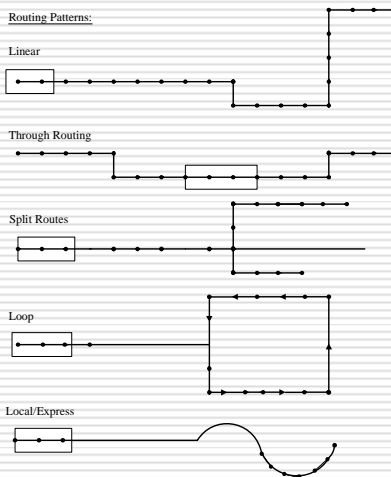 Routing Patterns:
Linear
Through Routing
Split Routes
Loop
Local/Express